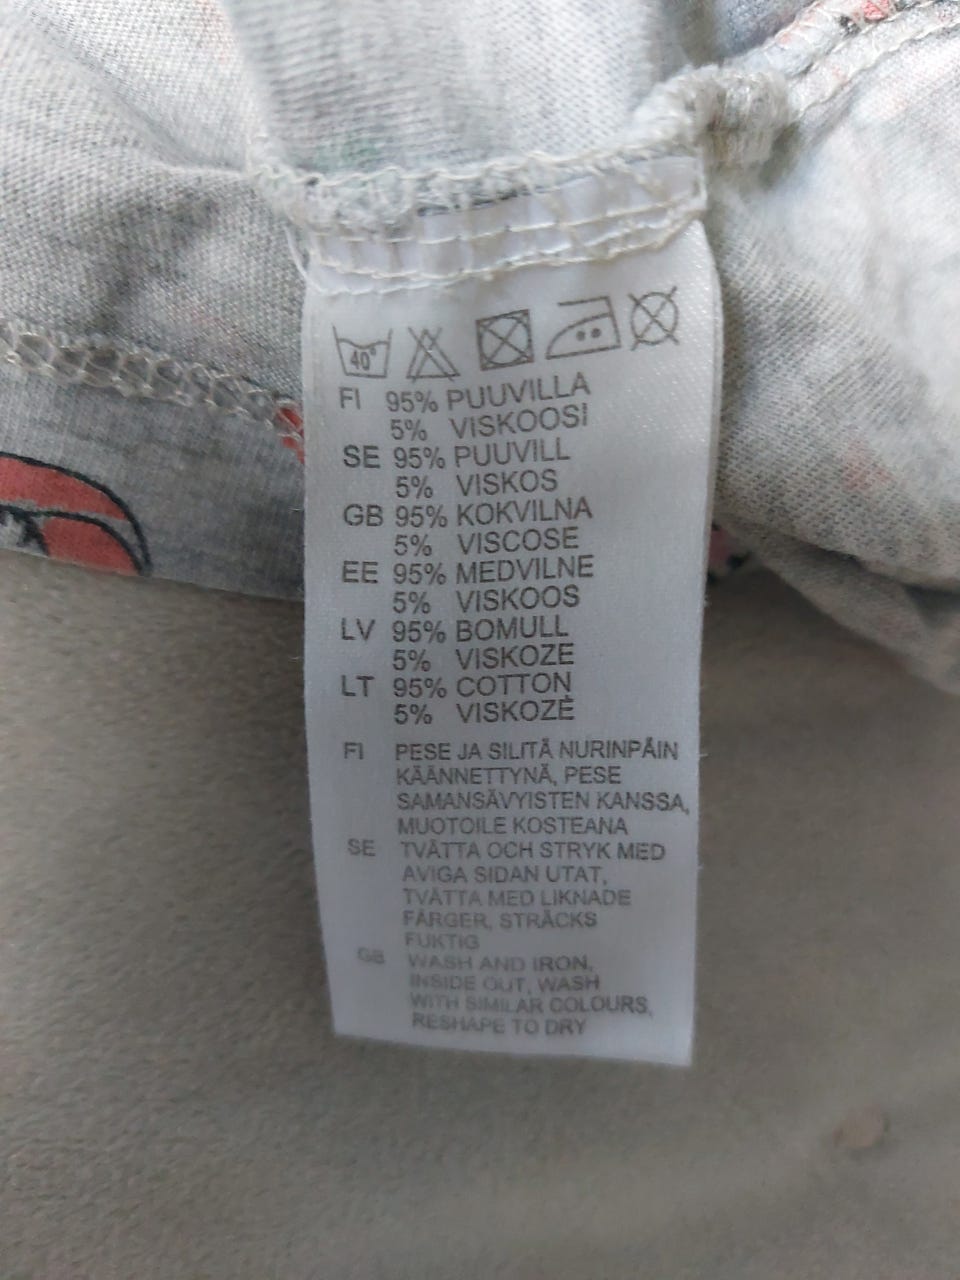 40°
FI 95% PUUVILLA
5% VISKOOSI
SE 95% PUUVILL
5% VISKOS
GB 95% KOKVILNA
5% VISCOSE
EE 95% MEDVILNE
5% VISKOOS
LV 95% BOMULL
5% VISKOZE
LT 95% COTTON
5% VISKOZĖ
FI PESE JA SILITÄ NURINPÄIN
KÄÄNNETTYNÄ, PESE
SAMANSÄVYISTEN KANSSA,
MUOTOILE KOSTEANA
SE TVÄTTA OCH STRYK MED
AVIGA SIDAN UTAT,
TVÄTTA MED LIKNADE
FÄRGER, STRÄCKS
FUKTIG
GB WASH AND IRON,
INSIDE OUT, WASH
WITH SIMILAR COLOURS,
RESHAPE TO DRY